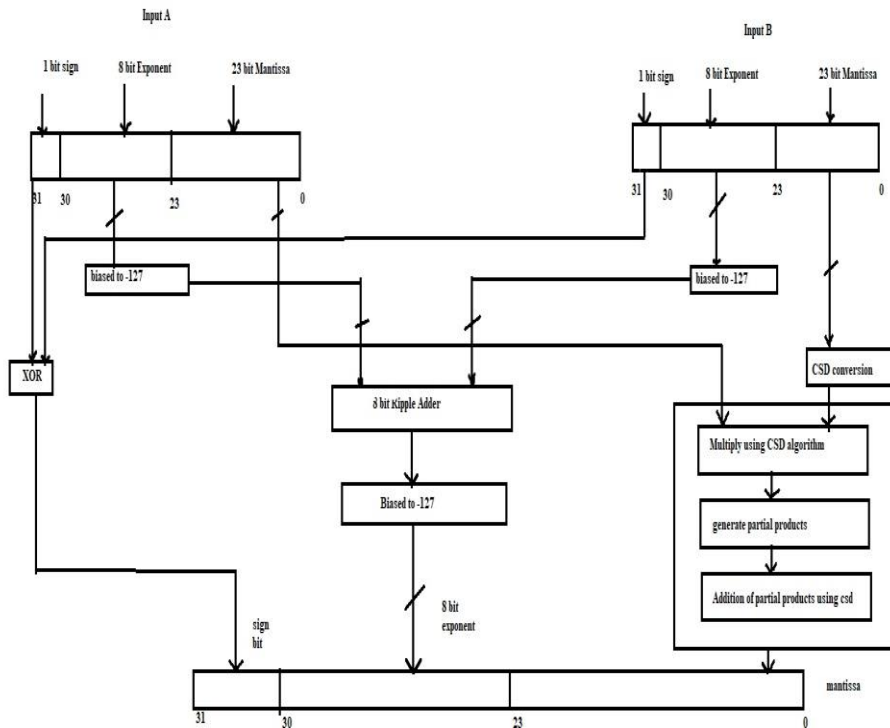 Input A
Input B
1 bit sign
8 bit Exponent
23 bit Mantissa
1 bit sign
8 bit Exponent
23 bit Mantissa
31
30
23
0
31
30
23
0
biased to -127
biased to -127
XOR
CSD conversion
8 bit Ripple Adder
Multiply using CSD algorithm
Biased to -127
generate partial products
Addition of partial products using csd
sign
bit
8 bit
exponent
mantissa
31
30
23
0